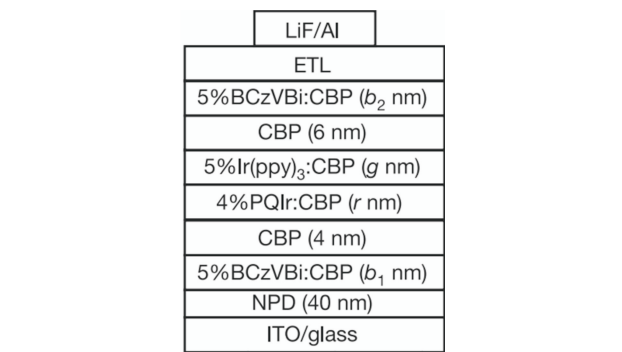 LiF/Al
ETL
5%BCzVBi:CBP (b₂ nm)
CBP (6 nm)
5%Ir(ppy)₃:CBP (g nm)
4%PQIr:CBP (r nm)
CBP (4 nm)
5%BCzVBi:CBP (b₁ nm)
NPD (40 nm)
ITO/glass